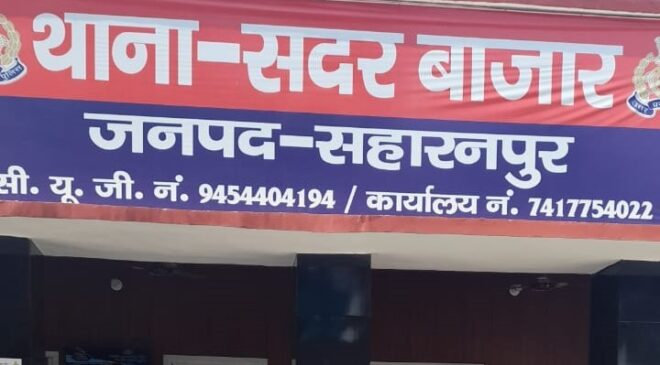 थाना-सदर बाजार
जनपद-सहारनपुर
सी. यू. जी. नं. 9454404194 / कार्यालय नं. 7417754022